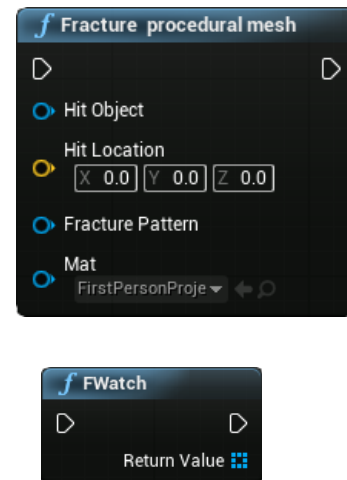 f Fracture procedural mesh
Hit Object
Hit Location
X 0.0 Y 0.0 Z 0.0
Fracture Pattern
Mat
FirstPersonProje
f FWatch
Return Value